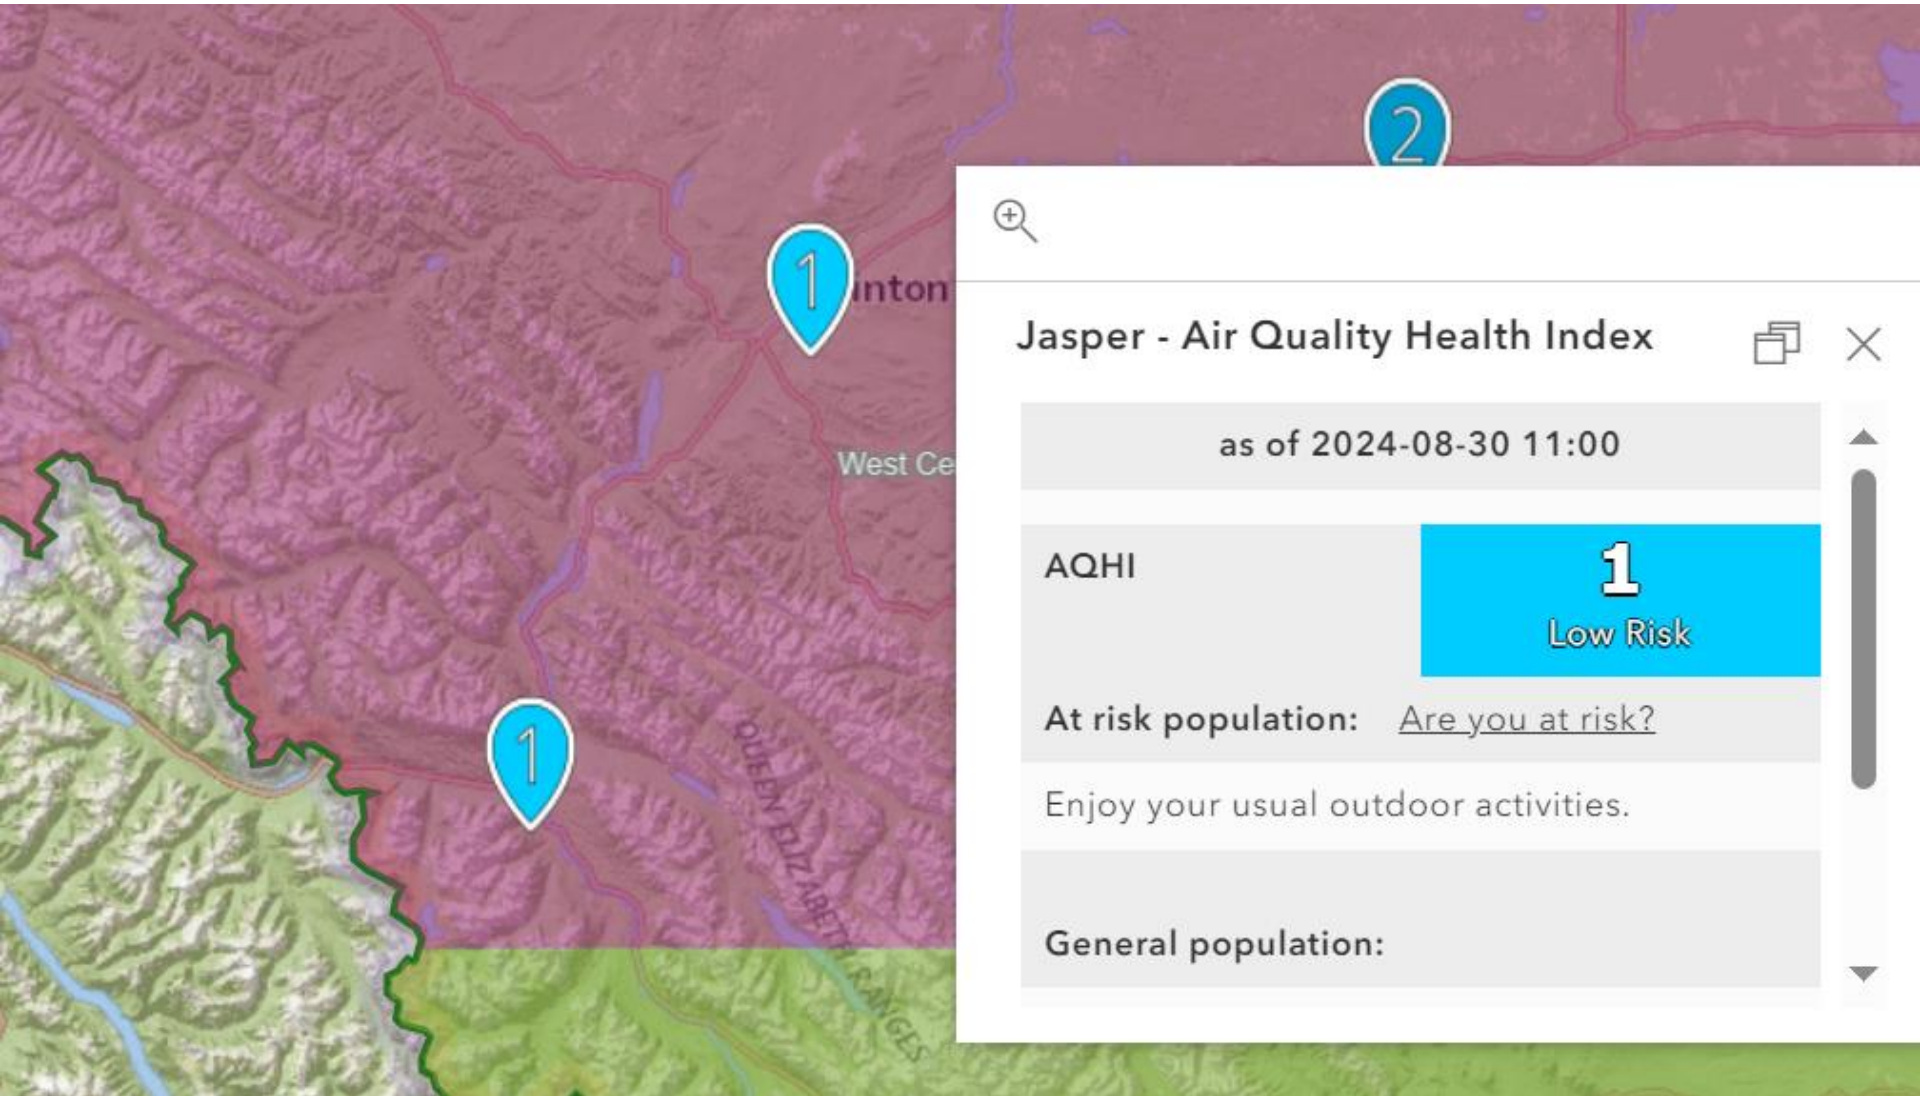 2
1
inton
Jasper - Air Quality Health Index
as of 2024-08-30 11:00
West Ce
AQHI
1
Low Risk
At risk population: Are you at risk?
1
QUEEN ELIZABETH RANGES
Enjoy your usual outdoor activities.
General population: